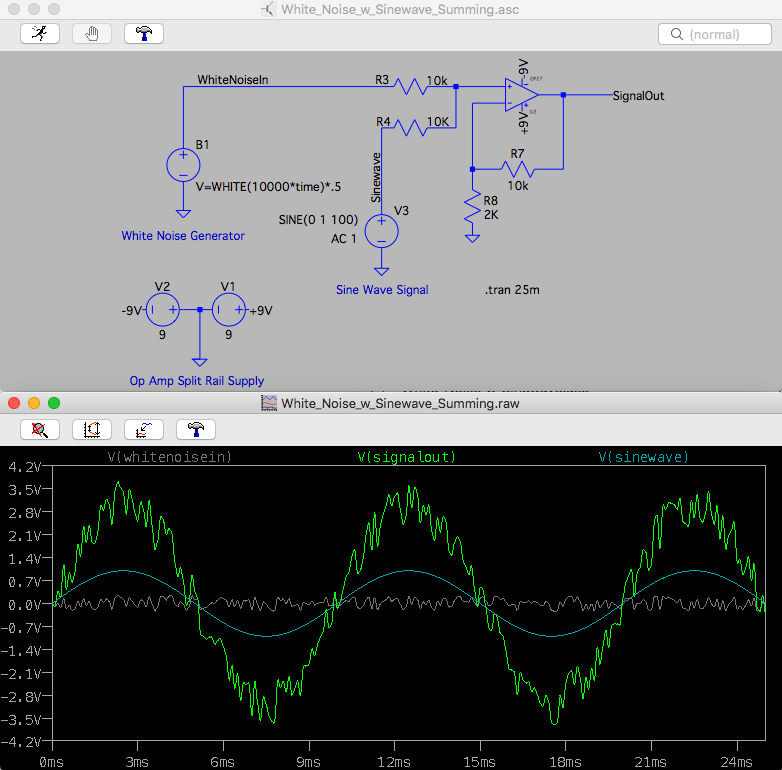 White_Noise_w_Sinewave_Summing.asc
(normal)
WhiteNoiseIn
R3
10k
-9V
OP27
SignalOut
R4
10K
U2
+9V
B1
V=WHITE(10000*time)*.5
White Noise Generator
Sinewave
R7
10k
R8
2K
V3
SINE(0 1 100)
AC 1
Sine Wave Signal
.tran 25m
V2
V1
-9V
+9V
9
9
Op Amp Split Rail Supply
White_Noise_w_Sinewave_Summing.raw
V(whitenoisein) V(signalout) V(sinewave)
4.2V
3.5V
2.8V
2.1V
1.4V
0.7V
0.0V
-0.7V
-1.4V
-2.1V
-2.8V
-3.5V
-4.2V
0ms 3ms 6ms 9ms 12ms 15ms 18ms 21ms 24ms